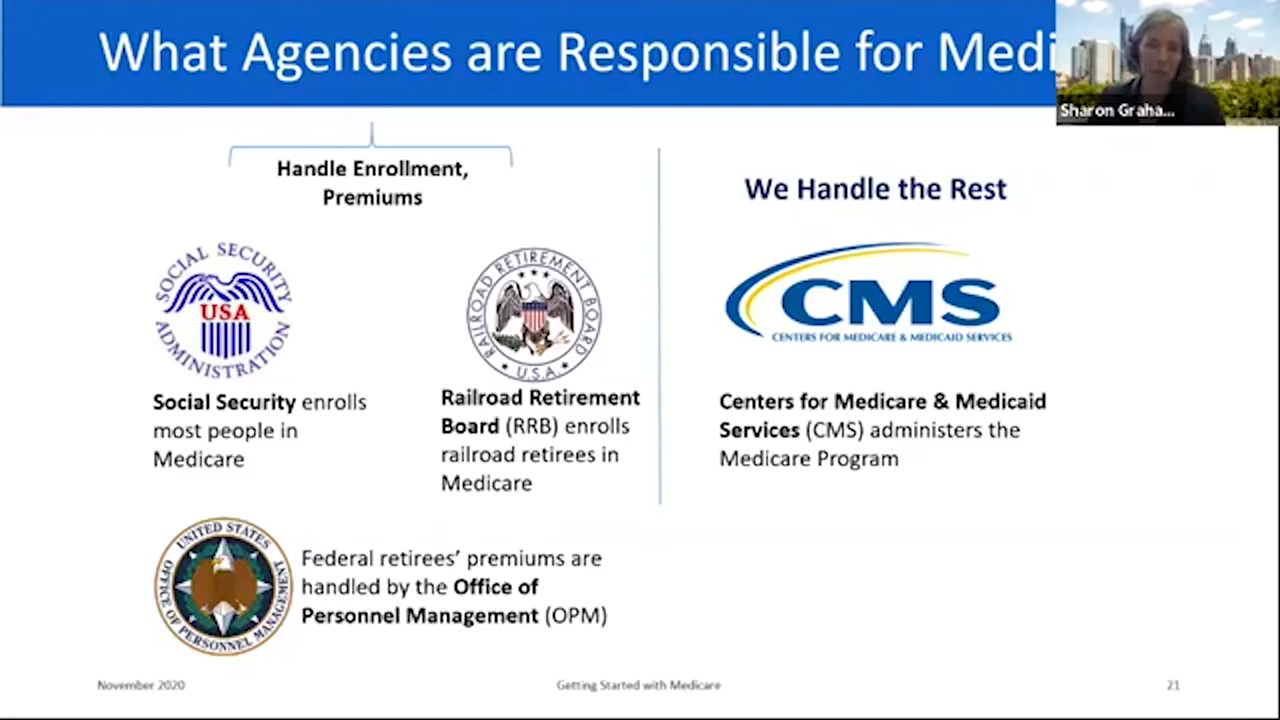 What Agencies are Responsible for Medi
Sharon Graha...
Handle Enrollment,
Premiums
We Handle the Rest
SOCIAL SECURITY ADMINISTRATION
USA
RAILROAD RETIREMENT BOARD
U.S.A.
CMS
CENTERS FOR MEDICARE & MEDICAID SERVICES
Social Security enrolls
most people in
Medicare
Railroad Retirement
Board (RRB) enrolls
railroad retirees in
Medicare
Centers for Medicare & Medicaid
Services (CMS) administers the
Medicare Program
UNITED STATES
OFFICE OF PERSONNEL MANAGEMENT
Federal retirees’ premiums are
handled by the Office of
Personnel Management (OPM)
November 2020
Getting Started with Medicare
21